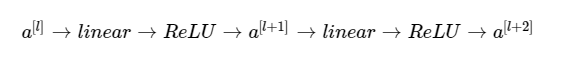 a^{[l]} → linear → ReLU → a^{[l+1]} → linear → ReLU → a^{[l+2]}